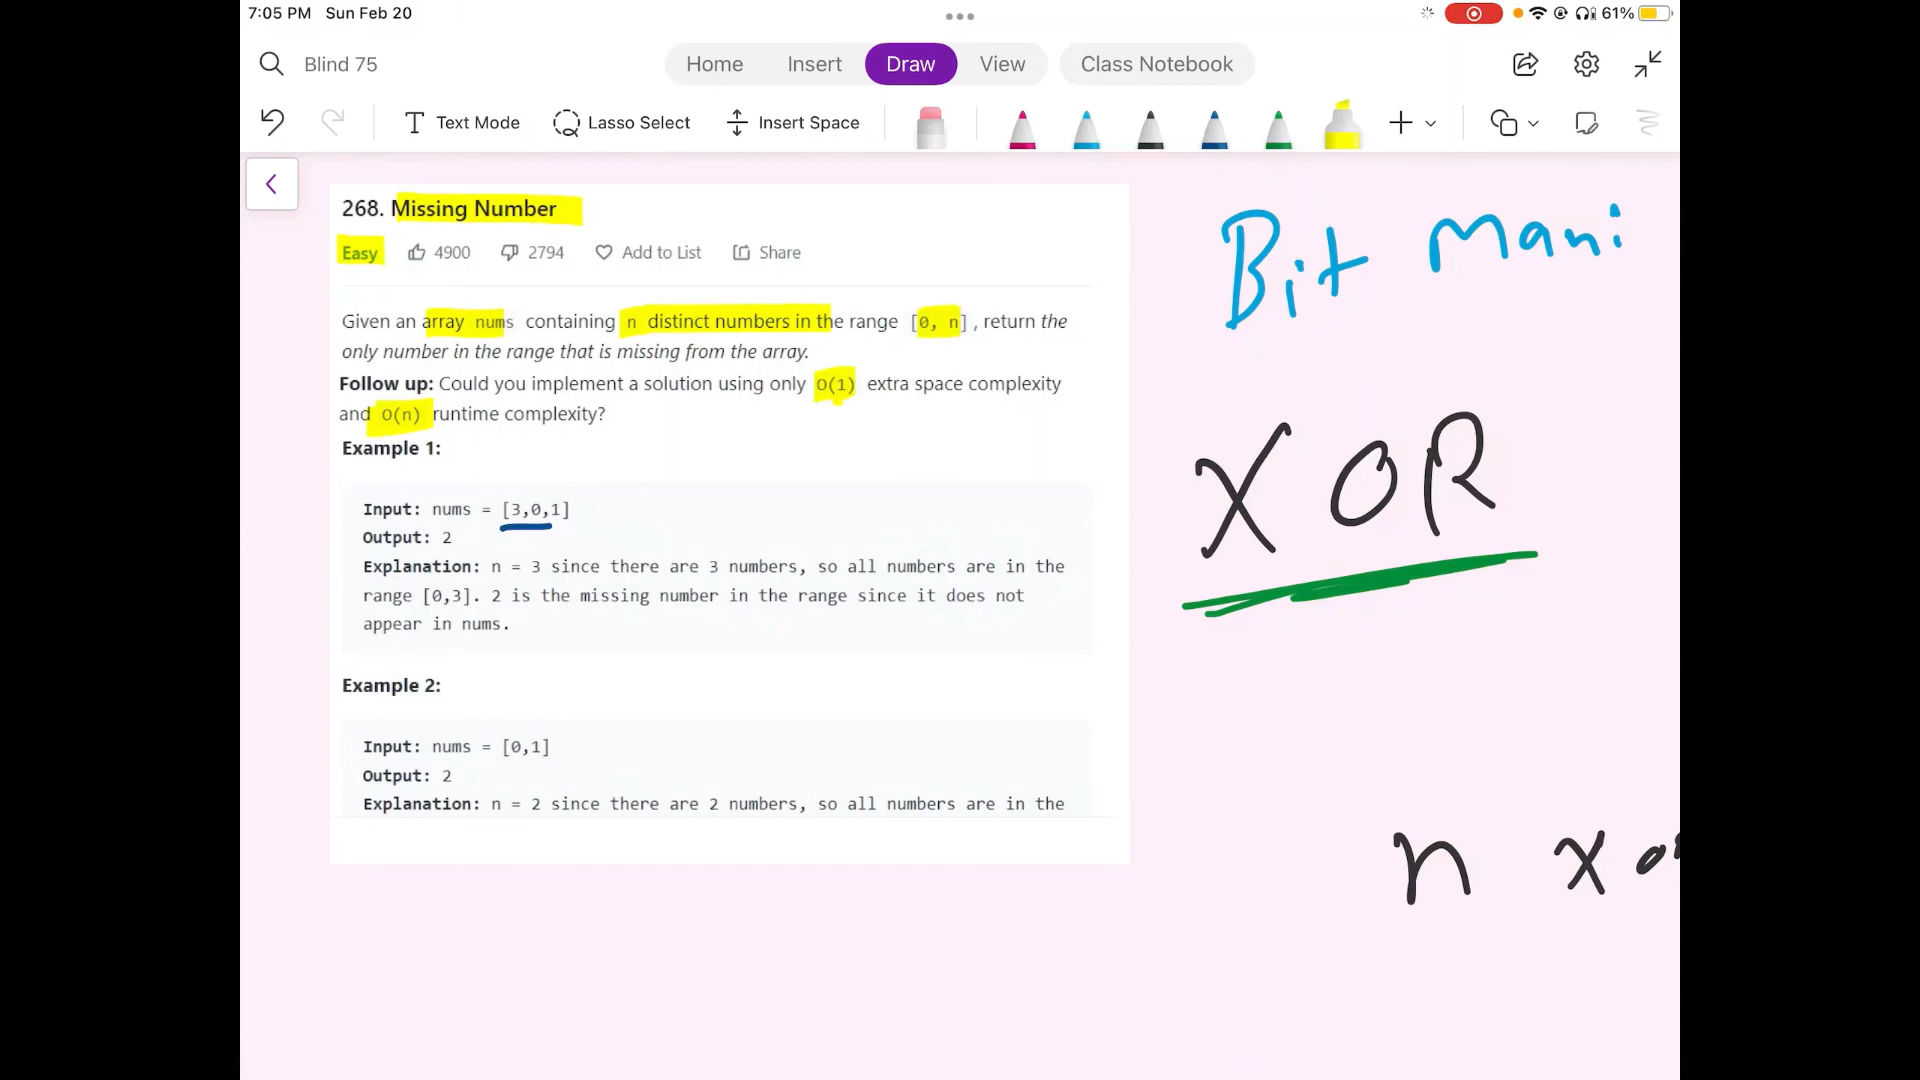 7:05 PM Sun Feb 20
61%
Blind 75
Home Insert Draw View Class Notebook
Text Mode Lasso Select Insert Space
268. Missing Number
Easy 4900 2794 Add to List Share
Given an array nums containing n distinct numbers in the range [0, n], return the
only number in the range that is missing from the array.
Follow up: Could you implement a solution using only O(1) extra space complexity
and O(n) runtime complexity?
Example 1:
Input: nums = [3,0,1]
Output: 2
Explanation: n = 3 since there are 3 numbers, so all numbers are in the
range [0,3]. 2 is the missing number in the range since it does not
appear in nums.
Example 2:
Input: nums = [0,1]
Output: 2
Explanation: n = 2 since there are 2 numbers, so all numbers are in the
Bit Mani
XOR
n xo